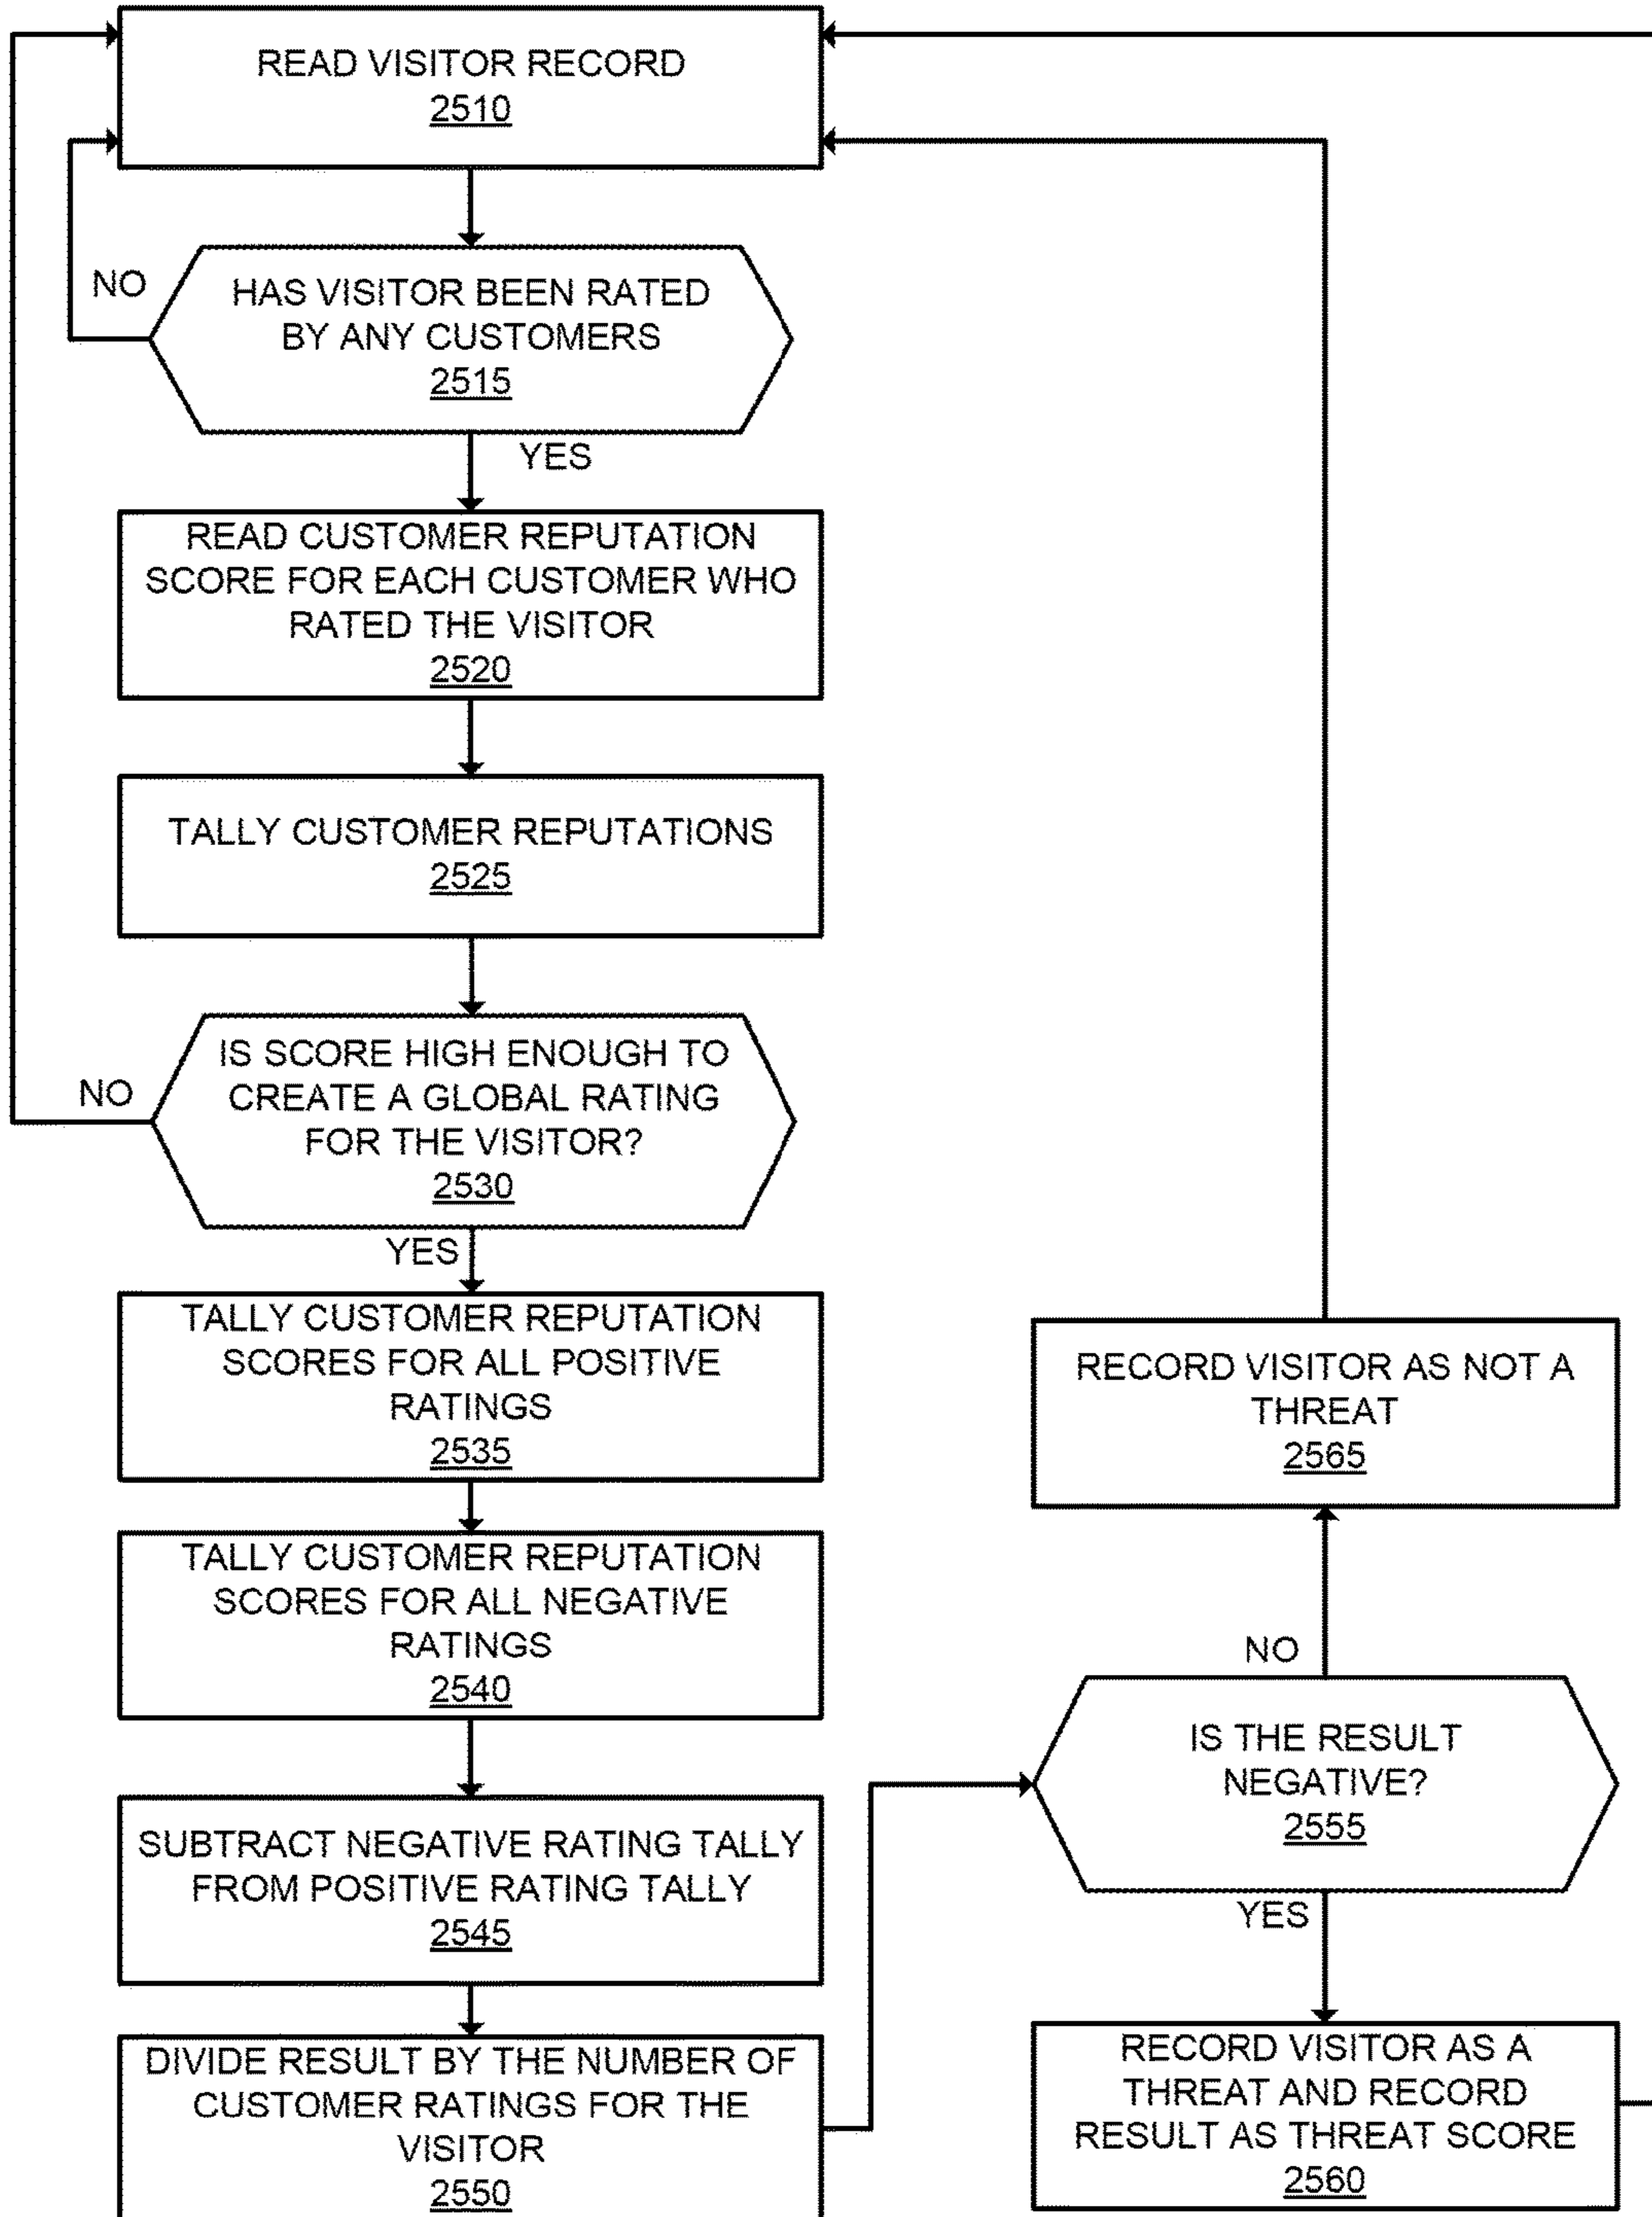 READ VISITOR RECORD
2510
NO
HAS VISITOR BEEN RATED
BY ANY CUSTOMERS
2515
YES
READ CUSTOMER REPUTATION
SCORE FOR EACH CUSTOMER WHO
RATED THE VISITOR
2520
TALLY CUSTOMER REPUTATIONS
2525
IS SCORE HIGH ENOUGH TO
CREATE A GLOBAL RATING
FOR THE VISITOR?
2530
NO
YES
TALLY CUSTOMER REPUTATION
SCORES FOR ALL POSITIVE
RATINGS
2535
TALLY CUSTOMER REPUTATION
SCORES FOR ALL NEGATIVE
RATINGS
2540
SUBTRACT NEGATIVE RATING TALLY
FROM POSITIVE RATING TALLY
2545
DIVIDE RESULT BY THE NUMBER OF
CUSTOMER RATINGS FOR THE
VISITOR
2550
RECORD VISITOR AS NOT A
THREAT
2565
NO
IS THE RESULT
NEGATIVE?
2555
YES
RECORD VISITOR AS A
THREAT AND RECORD
RESULT AS THREAT SCORE
2560